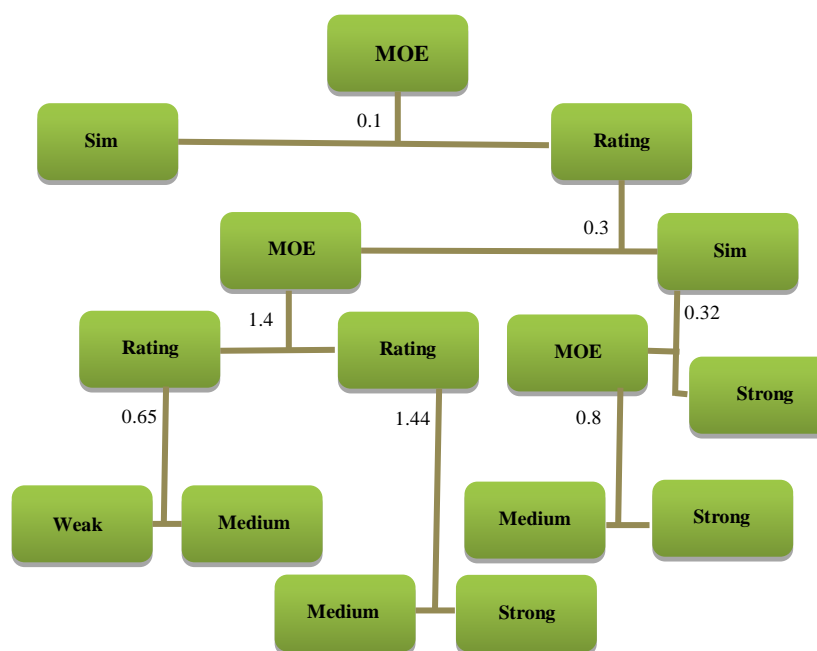 MOE
0.1
Sim
Rating
0.3
MOE
Sim
1.4
0.32
Rating
Rating
MOE
Strong
0.65
1.44
0.8
Weak
Medium
Medium
Strong
Medium
Strong